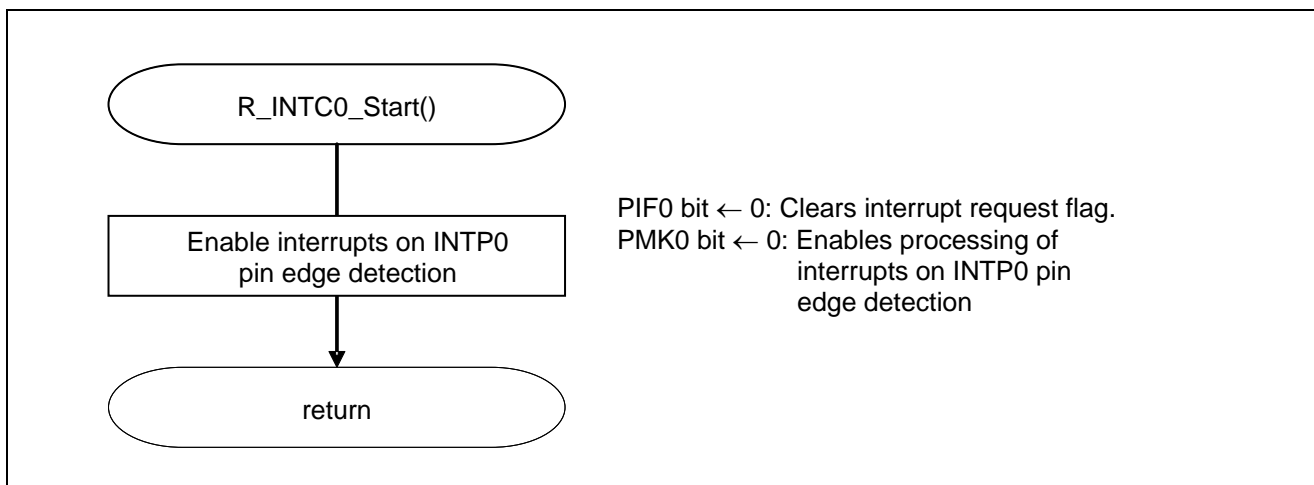 R_INTC0_Start()
Enable interrupts on INTP0
pin edge detection
PIF0 bit ← 0: Clears interrupt request flag.
PMK0 bit ← 0: Enables processing of
interrupts on INTP0 pin
edge detection
return